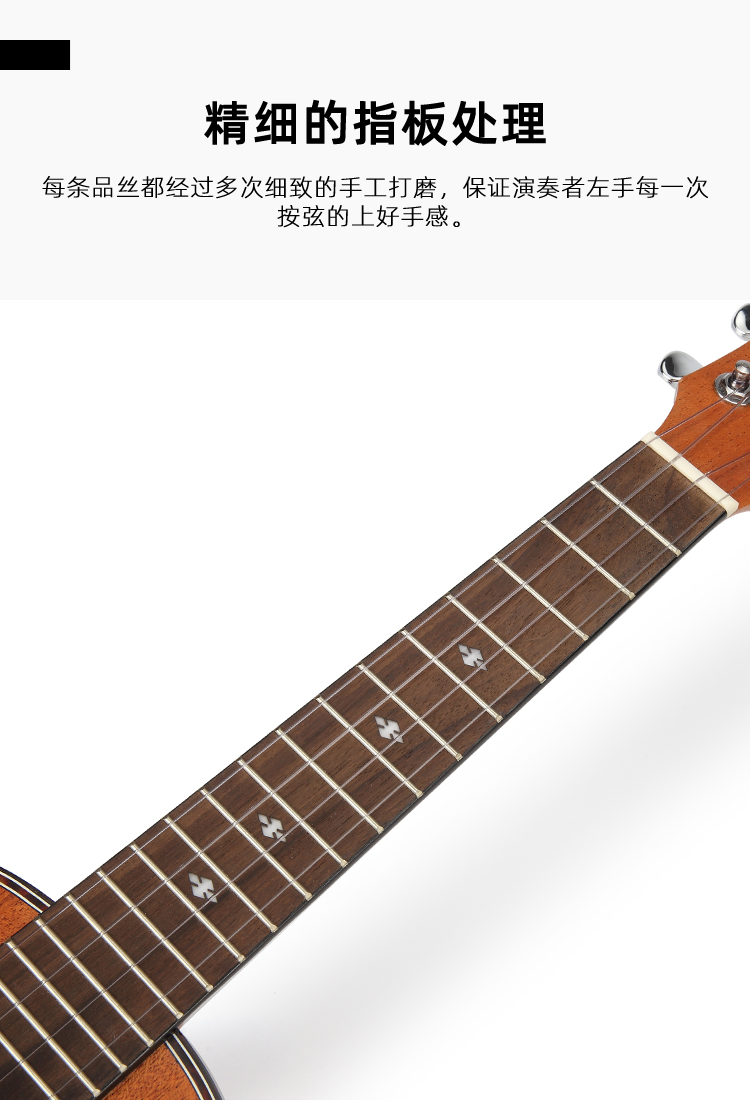 精细的指板处理
每条品丝都经过多次细致的手工打磨，保证演奏者左手每一次
按弦的上好手感。